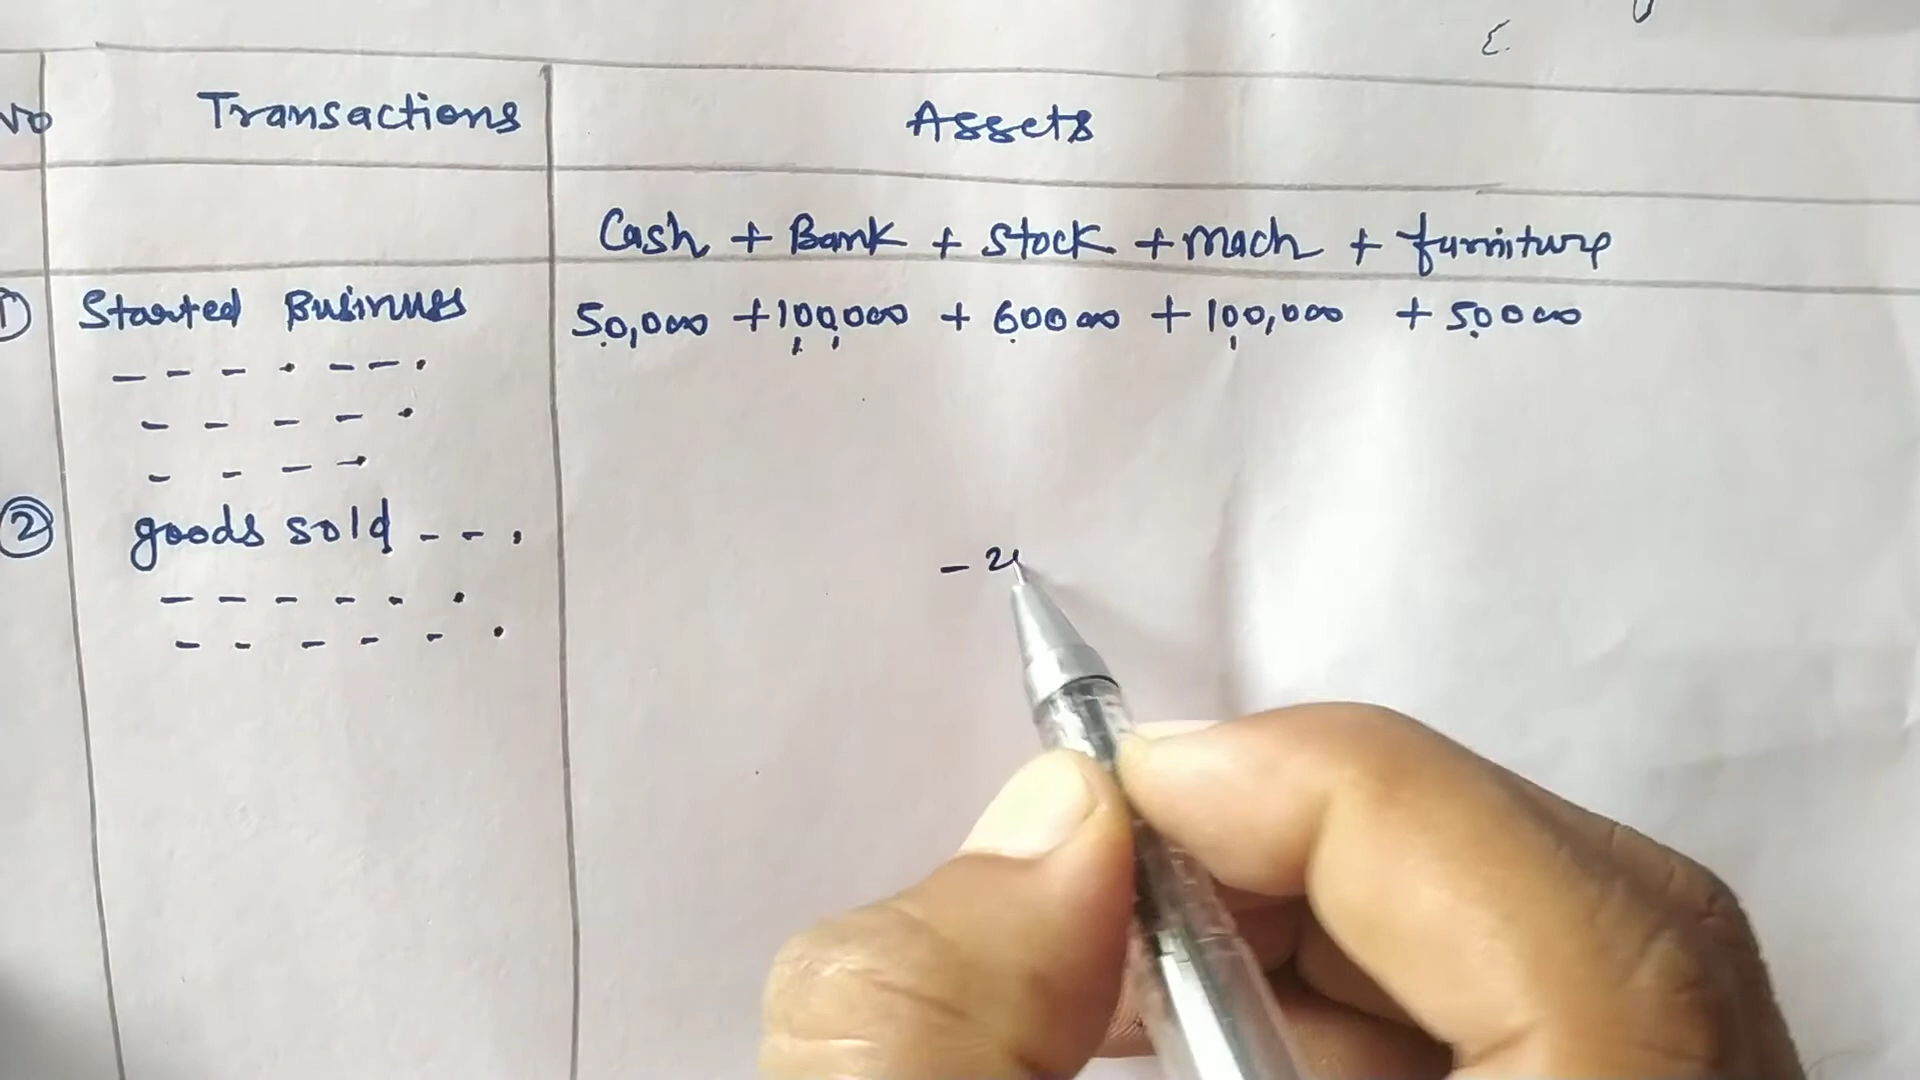 No Transactions Assets
Cash + Bank + Stock + mach + furniture
① Started Business 50,000 + 100,000 + 60000 + 100,000 + 50000
- - - - - - .
- - - - .
- - - -
② goods sold - - .
- 2
- - - - - .
- - - - - .